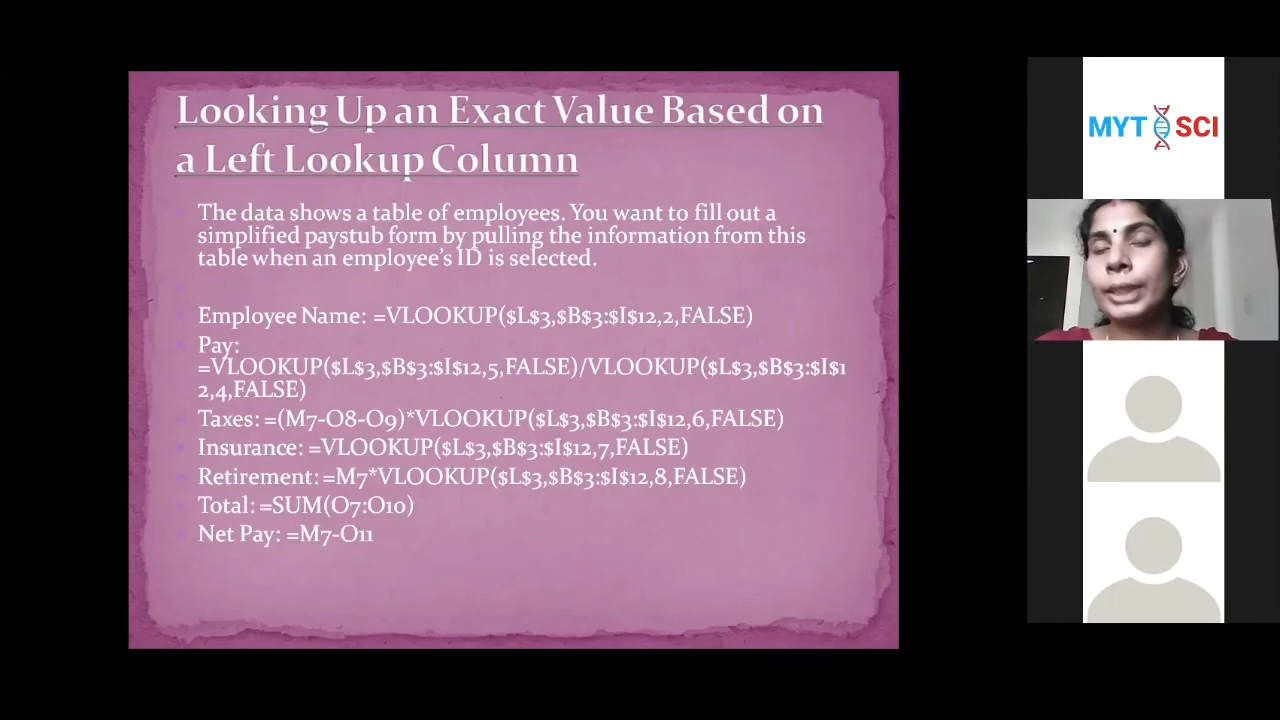 Looking Up an Exact Value Based on
a Left Lookup Column
The data shows a table of employees. You want to fill out a
simplified paystub form by pulling the information from this
table when an employee’s ID is selected.
Employee Name: =VLOOKUP($L$3,$B$3:$I$12,2,FALSE)
Pay:
=VLOOKUP($L$3,$B$3:$I$12,5,FALSE)/VLOOKUP($L$3,$B$3:$I$1
2,4,FALSE)
Taxes: =(M7-O8-O9)*VLOOKUP($L$3,$B$3:$I$12,6,FALSE)
Insurance: =VLOOKUP($L$3,$B$3:$I$12,7,FALSE)
Retirement: =M7*VLOOKUP($L$3,$B$3:$I$12,8,FALSE)
Total: =SUM(O7:O10)
Net Pay: =M7-O11
MYT SCI